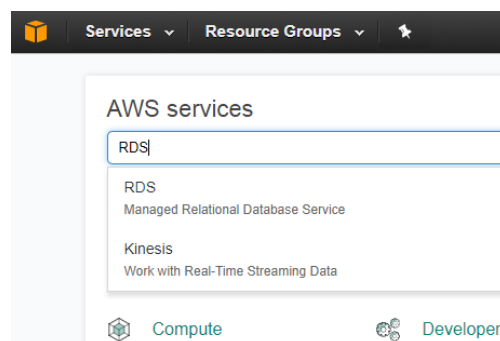 Services Resource Groups
AWS services
RDS
RDS
Managed Relational Database Service
Kinesis
Work with Real-Time Streaming Data
Compute Developer